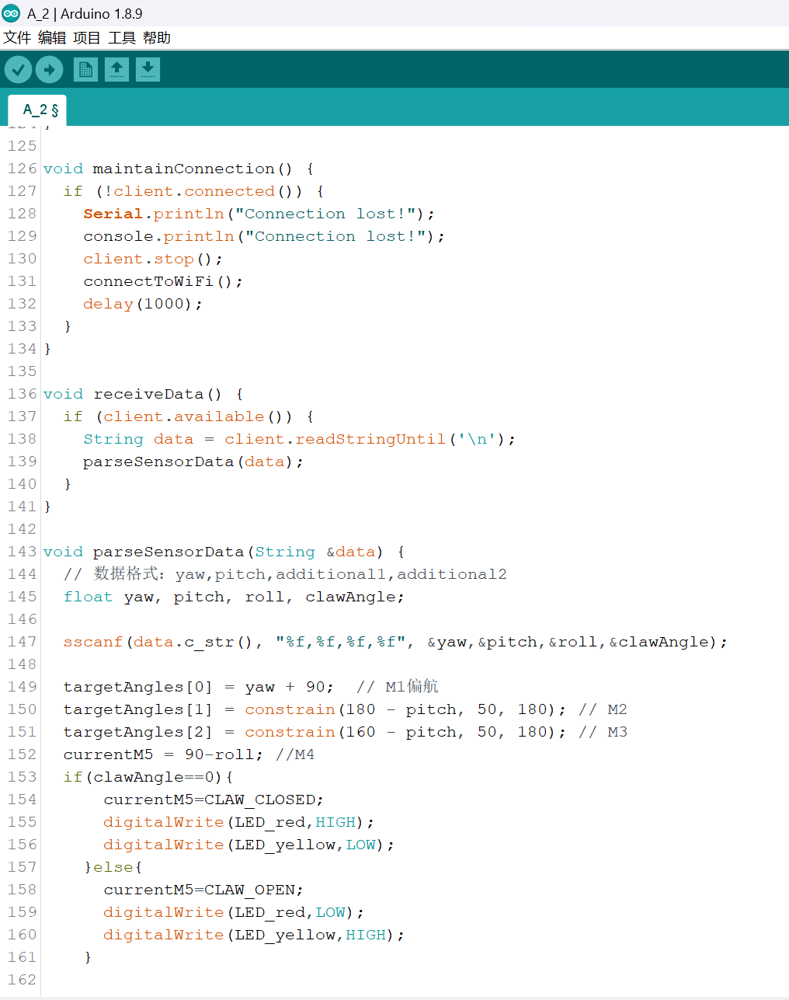 A_2 | Arduino 1.8.9
文件 编辑 项目 工具 帮助
A_2 §
125
126 void maintainConnection() {
127   if (!client.connected()) {
128     Serial.println("Connection lost!");
129     console.println("Connection lost!");
130     client.stop();
131     connectToWiFi();
132     delay(1000);
133   }
134 }
135
136 void receiveData() {
137   if (client.available()) {
138     String data = client.readStringUntil('\n');
139     parseSensorData(data);
140   }
141 }
142
143 void parseSensorData(String &data) {
144   // 数据格式: yaw,pitch,additional1,additional2
145   float yaw, pitch, roll, clawAngle;
146
147   sscanf(data.c_str(), "%f,%f,%f,%f", &yaw,&pitch,&roll,&clawAngle);
148
149   targetAngles[0] = yaw + 90;  // M1偏航
150   targetAngles[1] = constrain(180 - pitch, 50, 180); // M2
151   targetAngles[2] = constrain(160 - pitch, 50, 180); // M3
152   currentM5 = 90-roll; //M4
153   if(clawAngle==0){
154       currentM5=CLAW_CLOSED;
155       digitalWrite(LED_red,HIGH);
156       digitalWrite(LED_yellow,LOW);
157     }else{
158       currentM5=CLAW_OPEN;
159       digitalWrite(LED_red,LOW);
160       digitalWrite(LED_yellow,HIGH);
161     }
162